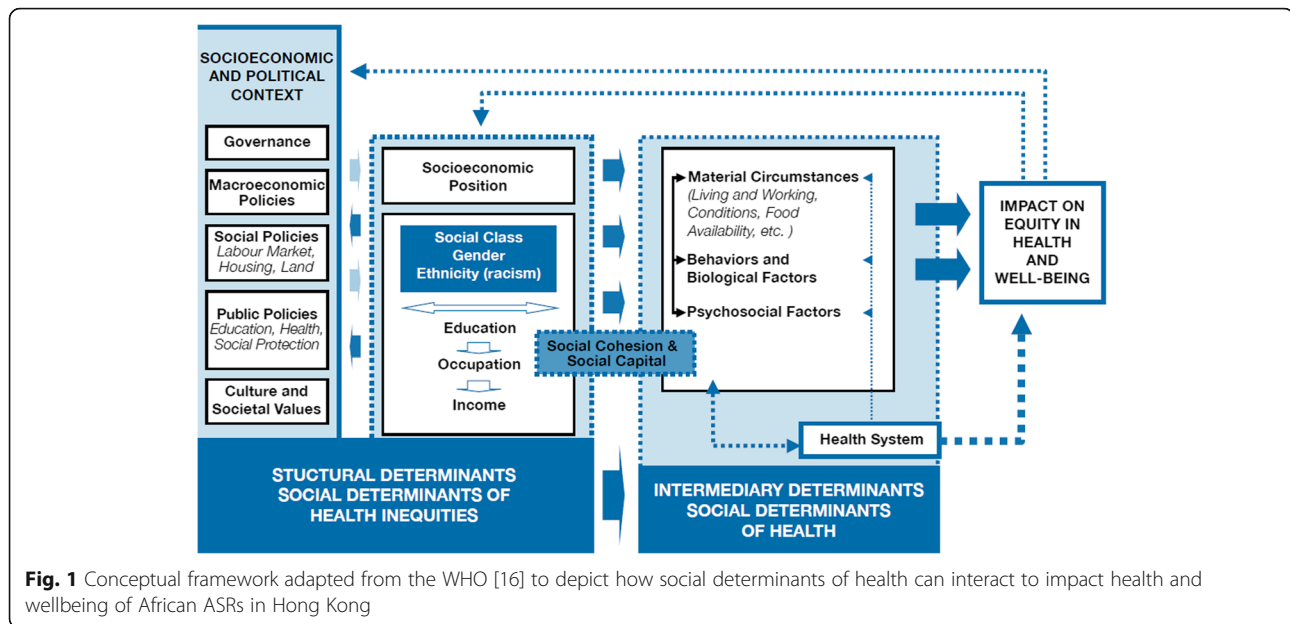 SOCIOECONOMIC
AND POLITICAL
CONTEXT
Governance
Macroeconomic
Policies
Social Policies
Labour Market,
Housing, Land
Public Policies
Education, Health,
Social Protection
Culture and
Societal Values
Socioeconomic
Position
Social Class
Gender
Ethnicity (racism)
Education
Occupation
Income
STUCTURAL DETERMINANTS
SOCIAL DETERMINANTS OF
HEALTH INEQUITIES
Social Cohesion &
Social Capital
Material Circumstances
(Living and Working,
Conditions, Food
Availability, etc. )
Behaviors and
Biological Factors
Psychosocial Factors
Health System
INTERMEDIARY DETERMINANTS
SOCIAL DETERMINANTS
OF HEALTH
IMPACT ON
EQUITY IN
HEALTH
AND
WELL-BEING
Fig. 1 Conceptual framework adapted from the WHO [16] to depict how social determinants of health can interact to impact health and
wellbeing of African ASRs in Hong Kong